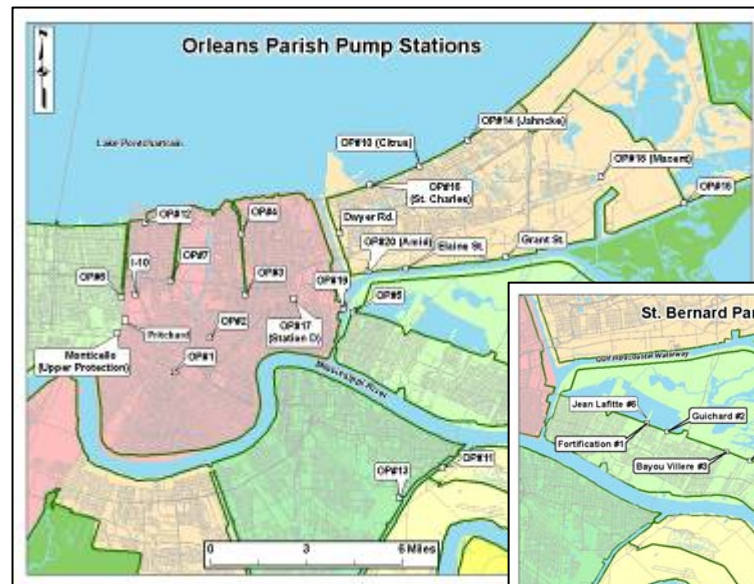 Orleans Parish Pump Stations
Lake Pontchartrain
OP#14 (Jahncke)
OP#10 (Citrus)
OP#18 (Maxent)
OP#16
(St. Charles)
OP#12
OP#4
Dwyer Rd.
OP#20 (Amid)
Elaine St.
Grant St.
I-10
OP#7
OP#3
OP#19
OP#5
OP#6
Pritchard
OP#2
OP#17
(Station D)
Monticello
(Upper Protection)
OP#1
Mississippi River
OP#13
OP#11
0 3 6 Miles
St. Bernard Par
Gulf Intercoastal Waterway
Jean Lafitte #6
Guichard #2
Fortification #1
Bayou Villere #3